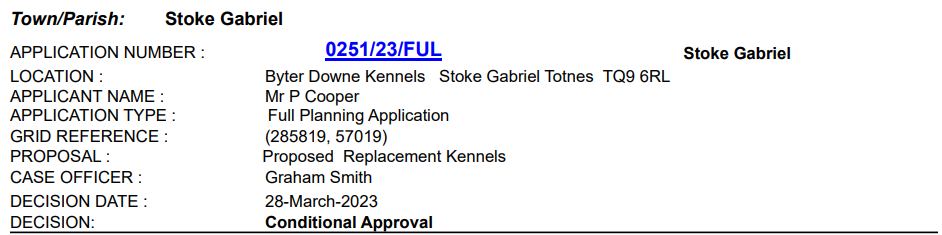 Town/Parish: Stoke Gabriel
APPLICATION NUMBER : 0251/23/FUL Stoke Gabriel
LOCATION : Byter Downe Kennels Stoke Gabriel Totnes TQ9 6RL
APPLICANT NAME : Mr P Cooper
APPLICATION TYPE : Full Planning Application
GRID REFERENCE : (285819, 57019)
PROPOSAL : Proposed Replacement Kennels
CASE OFFICER : Graham Smith
DECISION DATE : 28-March-2023
DECISION: Conditional Approval